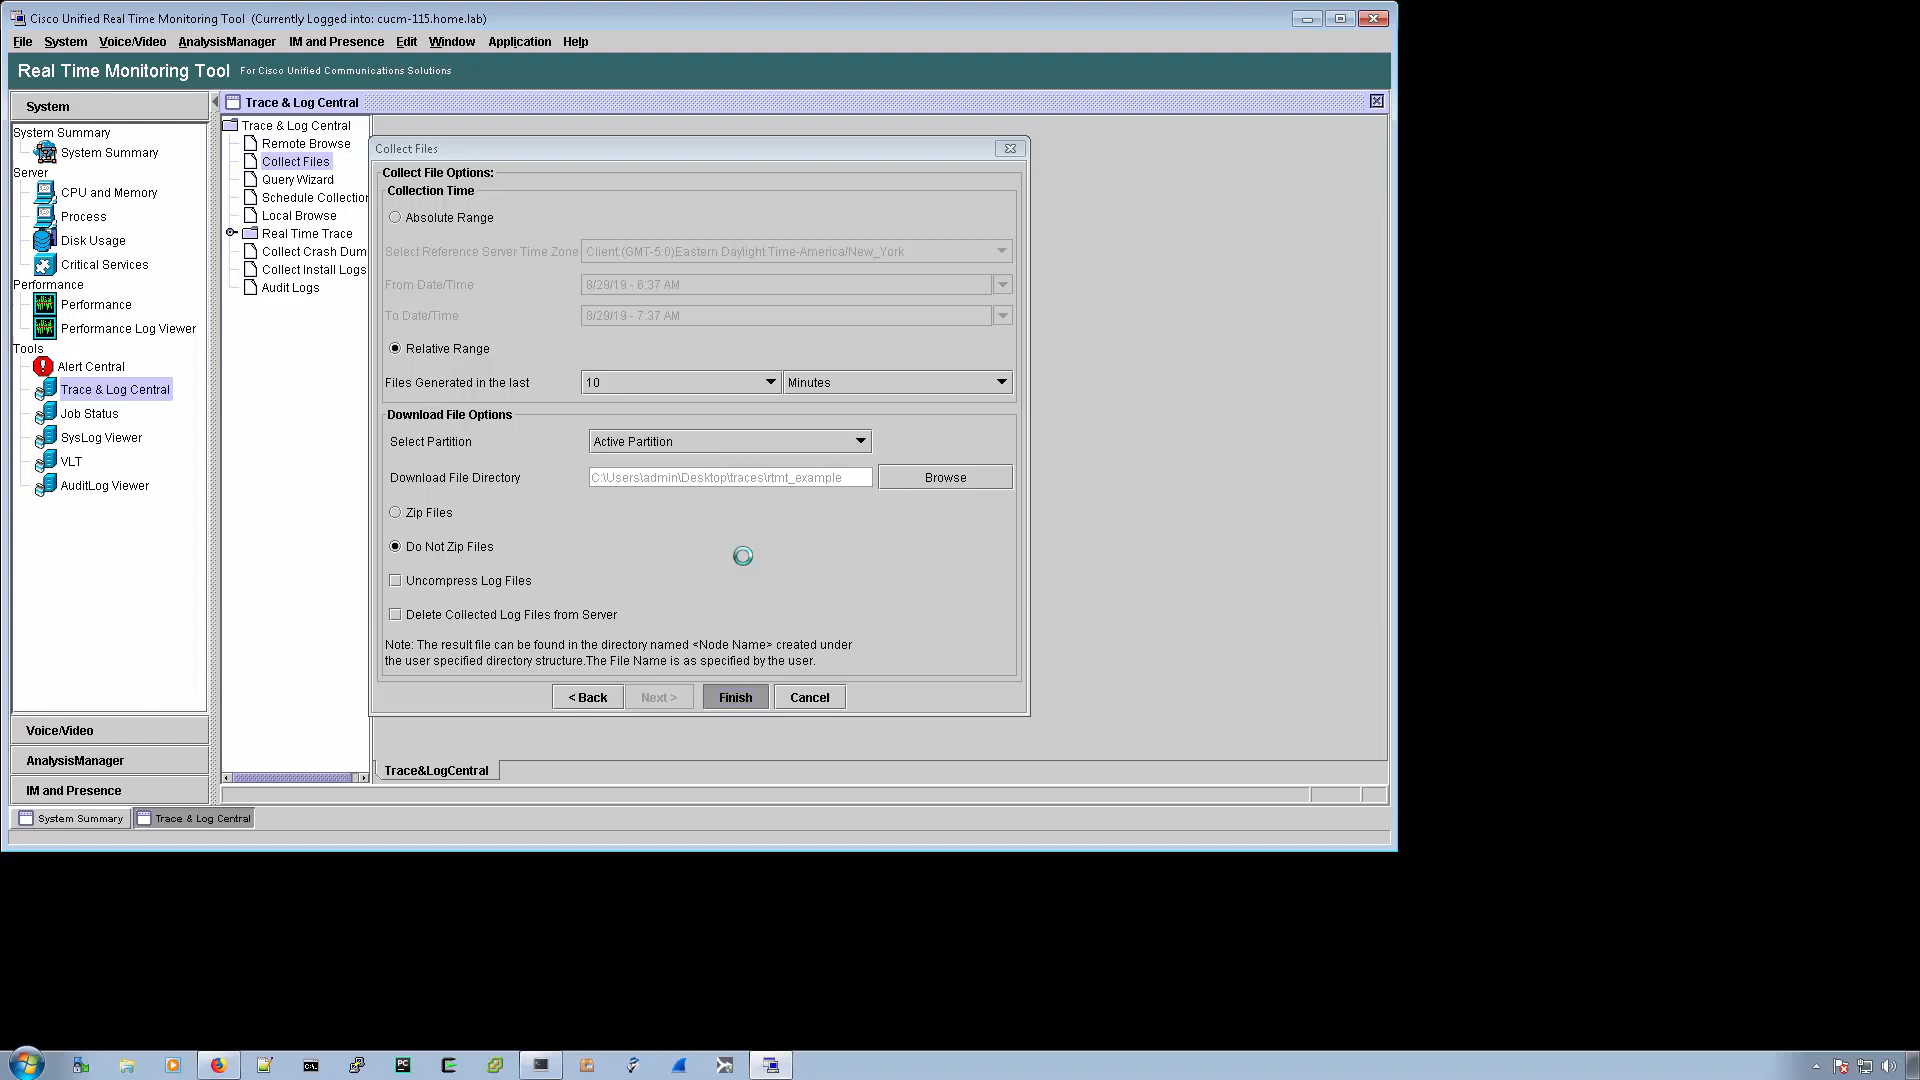 Cisco Unified Real Time Monitoring Tool (Currently Logged into: cucm-115.home.lab)
File System Voice/Video AnalysisManager IM and Presence Edit Window Application Help
Real Time Monitoring Tool For Cisco Unified Communications Solutions
System
System Summary
System Summary
Server
CPU and Memory
Process
Disk Usage
Critical Services
Performance
Performance
Performance Log Viewer
Tools
Alert Central
Trace & Log Central
Job Status
SysLog Viewer
VLT
AuditLog Viewer
Voice/Video
AnalysisManager
IM and Presence
Trace & Log Central
Trace & Log Central
Remote Browse
Collect Files
Query Wizard
Schedule Collection
Local Browse
Real Time Trace
Collect Crash Dum
Collect Install Logs
Audit Logs
Collect Files
Collect File Options:
Collection Time
Absolute Range
Select Reference Server Time Zone Client:(GMT-5:0)Eastern Daylight Time-America/New_York
From Date/Time 8/29/19 - 6:37 AM
To Date/Time 8/29/19 - 7:37 AM
Relative Range
Files Generated in the last 10 Minutes
Download File Options
Select Partition Active Partition
Download File Directory C:\Users\admin\Desktop\traces\rtmt_example Browse
Zip Files
Do Not Zip Files
Uncompress Log Files
Delete Collected Log Files from Server
Note: The result file can be found in the directory named <Node Name> created under
the user specified directory structure.The File Name is as specified by the user.
< Back Next > Finish Cancel
Trace&LogCentral
System Summary Trace & Log Central